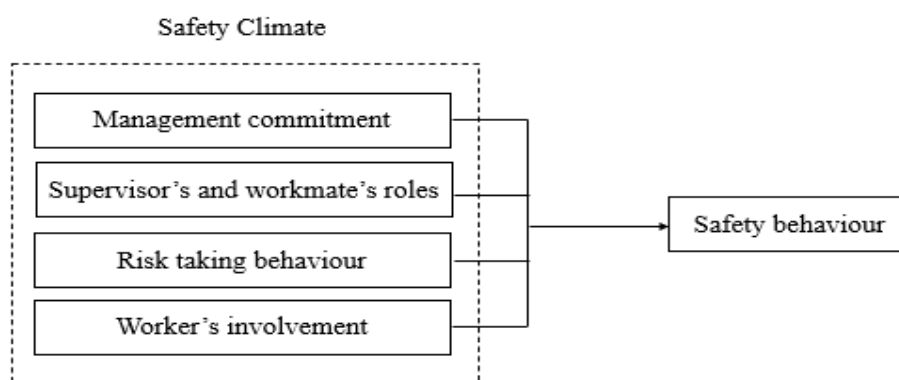 Safety Climate
Management commitment
Supervisor’s and workmate’s roles
Safety behaviour
Risk taking behaviour
Worker’s involvement